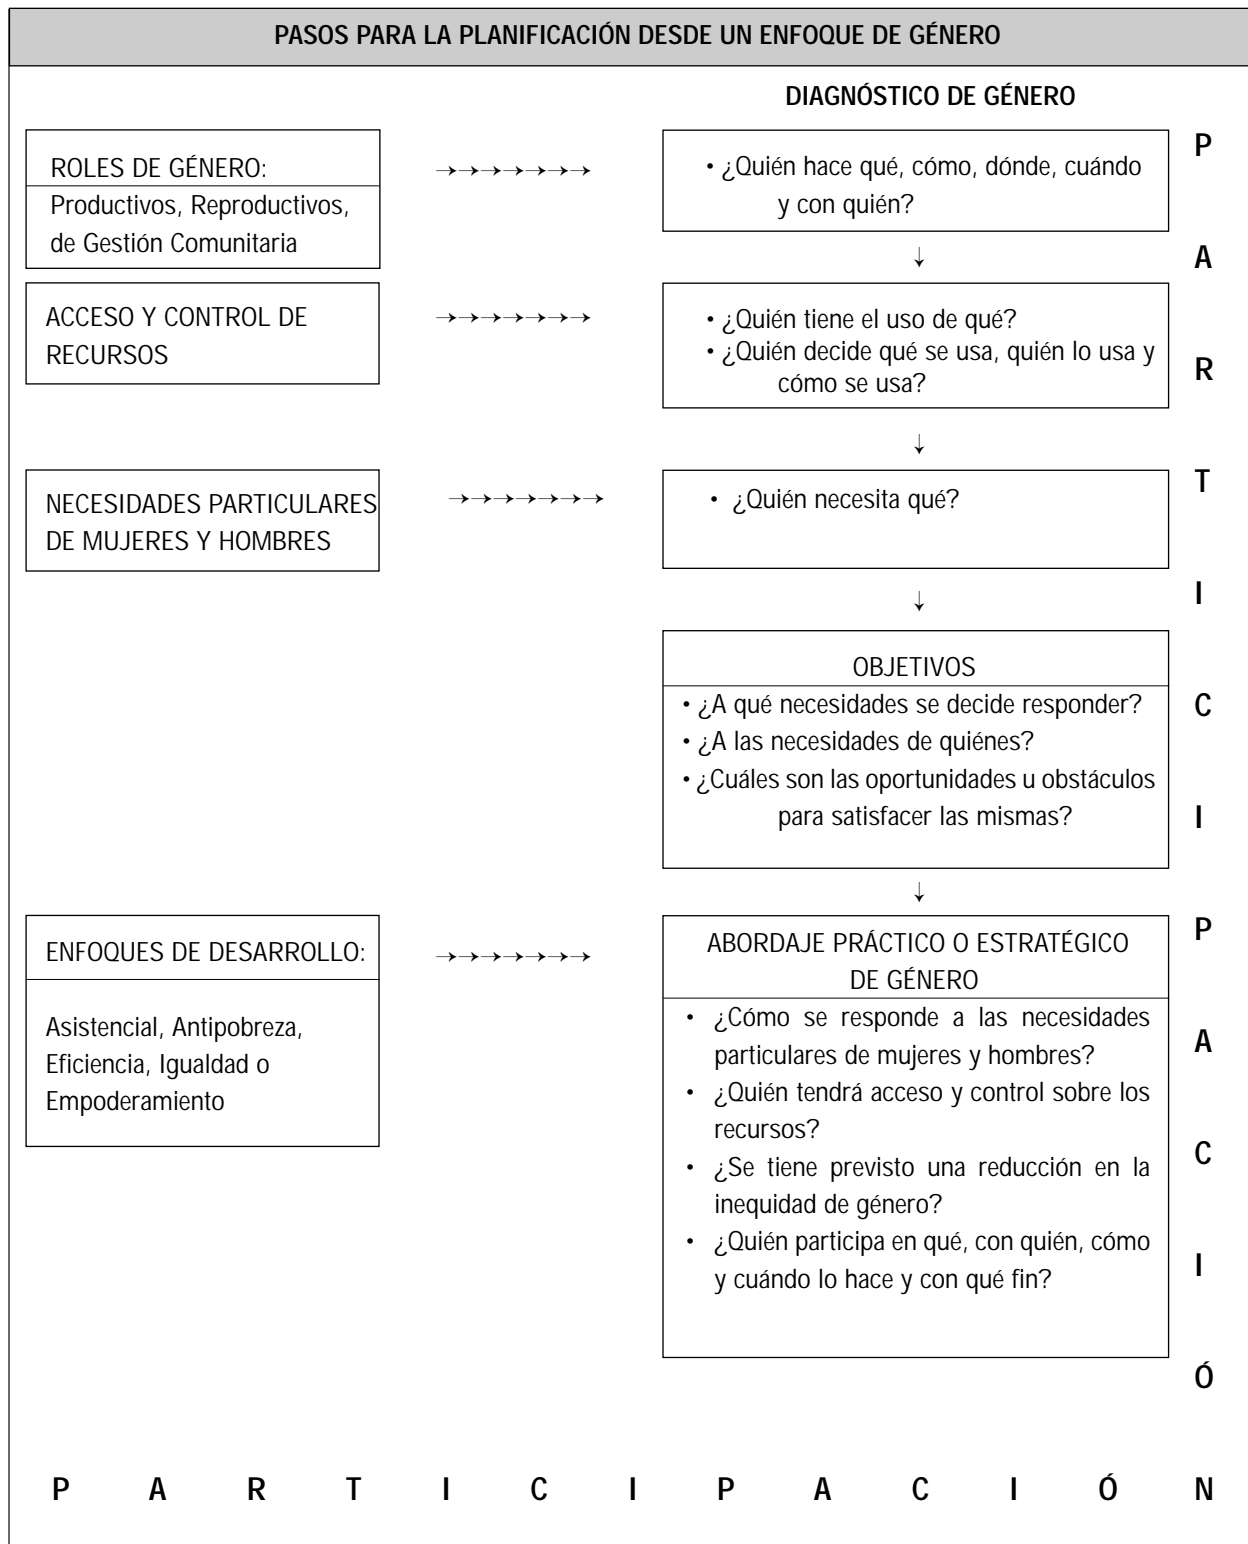 PASOS PARA LA PLANIFICACIÓN DESDE UN ENFOQUE DE GÉNERO
DIAGNÓSTICO DE GÉNERO
ROLES DE GÉNERO:
Productivos, Reproductivos,
de Gestión Comunitaria
→→→→→→→
• ¿Quién hace qué, cómo, dónde, cuándo
y con quién?
↓
ACCESO Y CONTROL DE
RECURSOS
→→→→→→→
• ¿Quién tiene el uso de qué?
• ¿Quién decide qué se usa, quién lo usa y
cómo se usa?
↓
NECESIDADES PARTICULARES
DE MUJERES Y HOMBRES
→→→→→→→
• ¿Quién necesita qué?
↓
OBJETIVOS
• ¿A qué necesidades se decide responder?
• ¿A las necesidades de quiénes?
• ¿Cuáles son las oportunidades u obstáculos
para satisfacer las mismas?
↓
ENFOQUES DE DESARROLLO:
Asistencial, Antipobreza,
Eficiencia, Igualdad o
Empoderamiento
→→→→→→→
ABORDAJE PRÁCTICO O ESTRATÉGICO
DE GÉNERO
• ¿Cómo se responde a las necesidades
particulares de mujeres y hombres?
• ¿Quién tendrá acceso y control sobre los
recursos?
• ¿Se tiene previsto una reducción en la
inequidad de género?
• ¿Quién participa en qué, con quién, cómo
y cuándo lo hace y con qué fin?
P
A
R
T
I
C
I
P
A
C
I
Ó
P A R T I C I P A C I Ó N